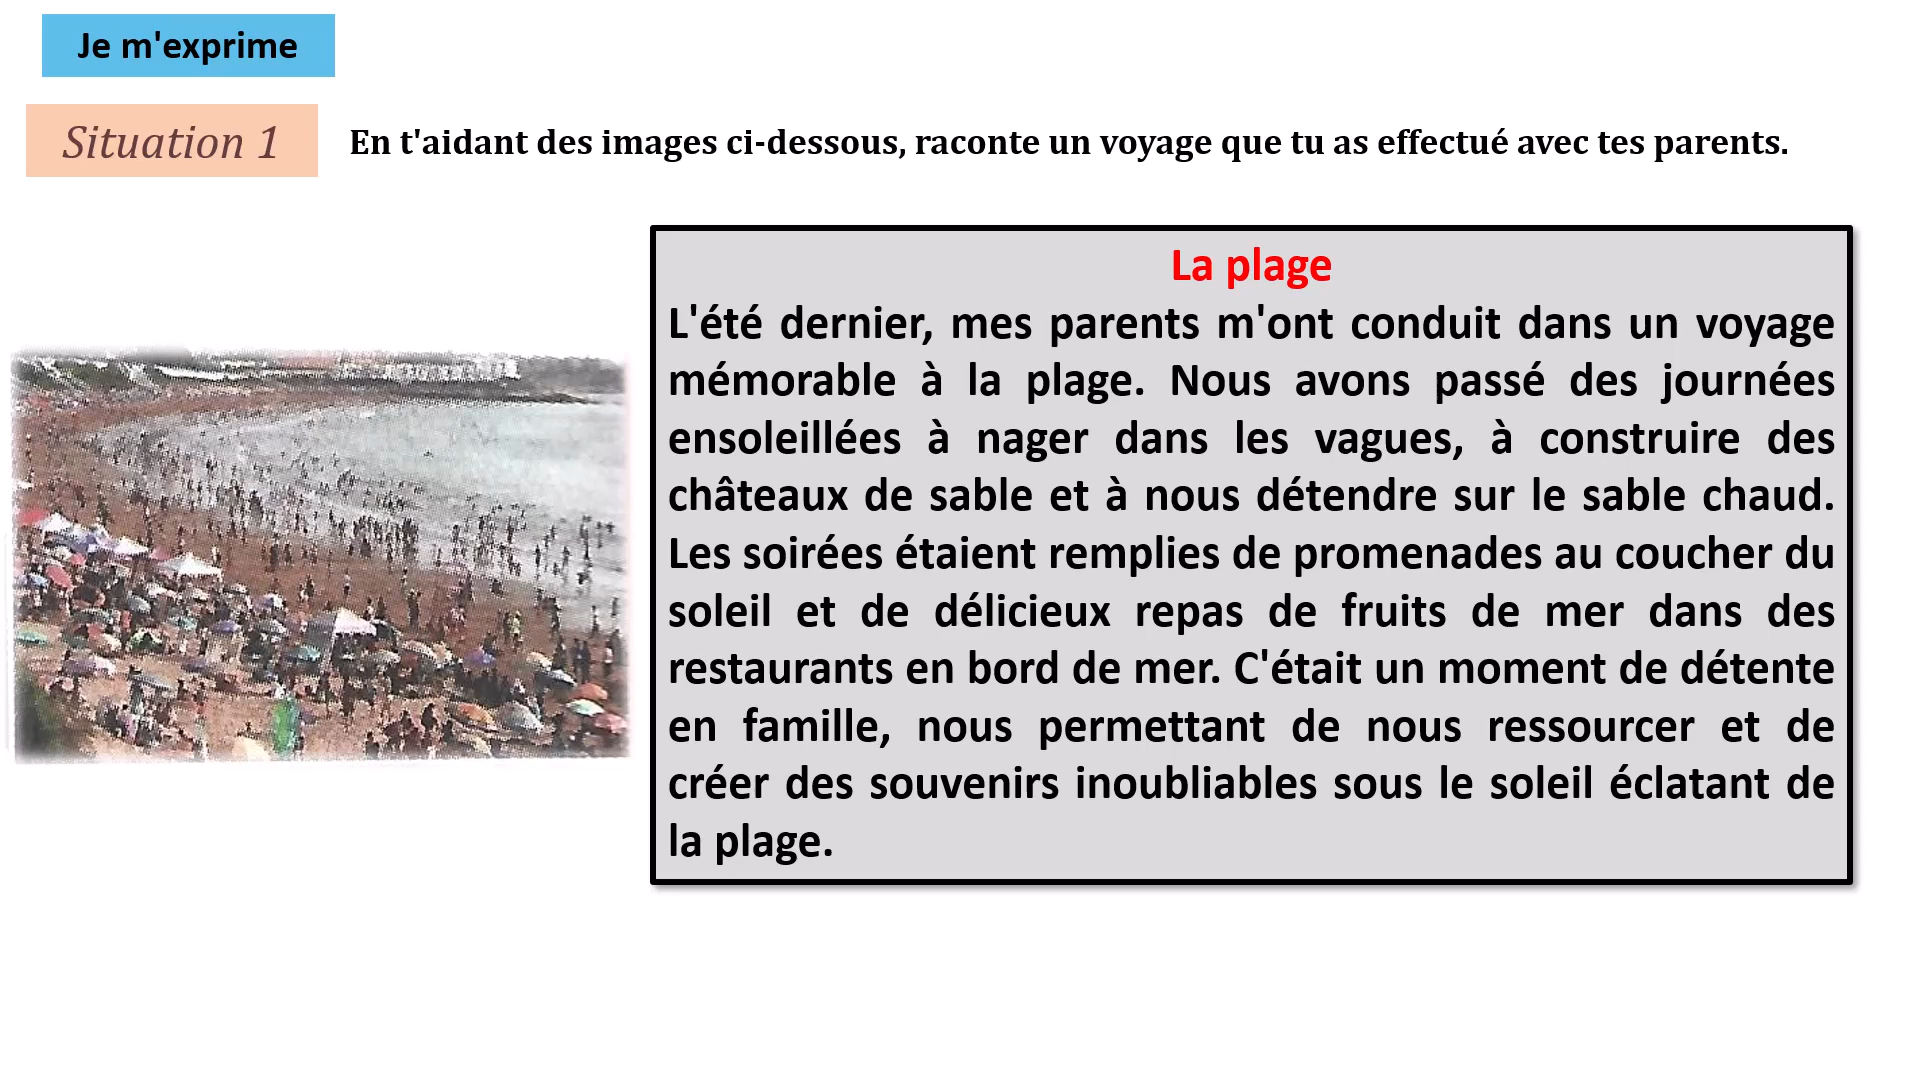 Je m'exprime
Situation 1
En t'aidant des images ci-dessous, raconte un voyage que tu as effectué avec tes parents.
La plage
L'été dernier, mes parents m'ont conduit dans un voyage
mémorable à la plage. Nous avons passé des journées
ensoleillées à nager dans les vagues, à construire des
châteaux de sable et à nous détendre sur le sable chaud.
Les soirées étaient remplies de promenades au coucher du
soleil et de délicieux repas de fruits de mer dans des
restaurants en bord de mer. C'était un moment de détente
en famille, nous permettant de nous ressourcer et de
créer des souvenirs inoubliables sous le soleil éclatant de
la plage.